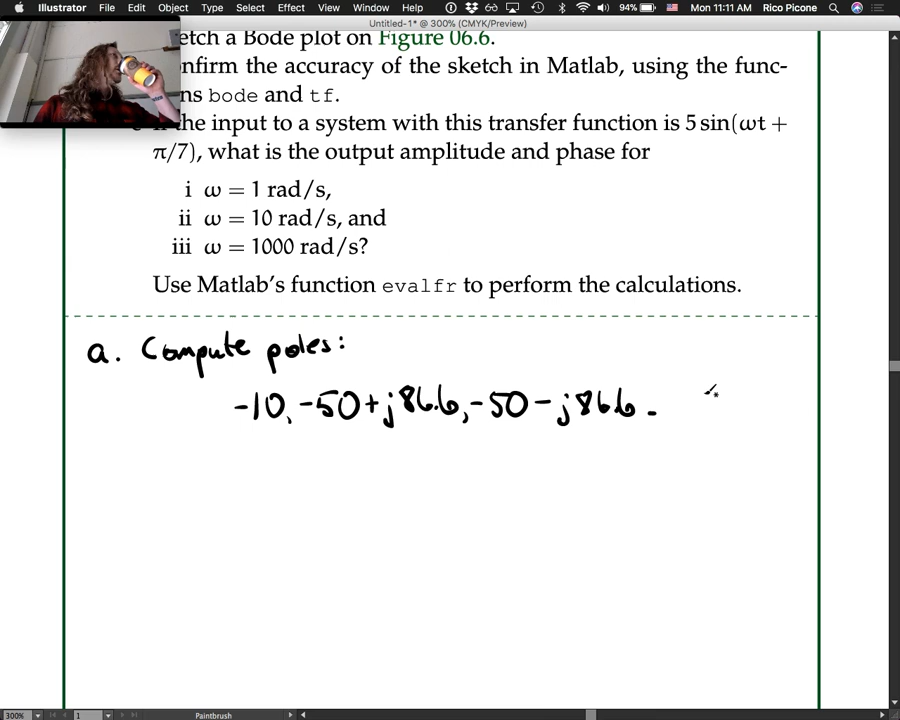 Illustrator File Edit Object Type Select Effect View Window Help 94% Mon 11:11 AM Rico Picone
Untitled-1* @ 300% (CMYK/Preview)
etch a Bode plot on Figure 06.6.
nfirm the accuracy of the sketch in Matlab, using the func-
ns bode and tf.
the input to a system with this transfer function is 5 sin(ωt +
π/7), what is the output amplitude and phase for
i ω = 1 rad/s,
ii ω = 10 rad/s, and
iii ω = 1000 rad/s?
Use Matlab's function evalfr to perform the calculations.
a. Compute poles:
-10, -50+j86.6, -50-j86.6.
300% 1 Paintbrush